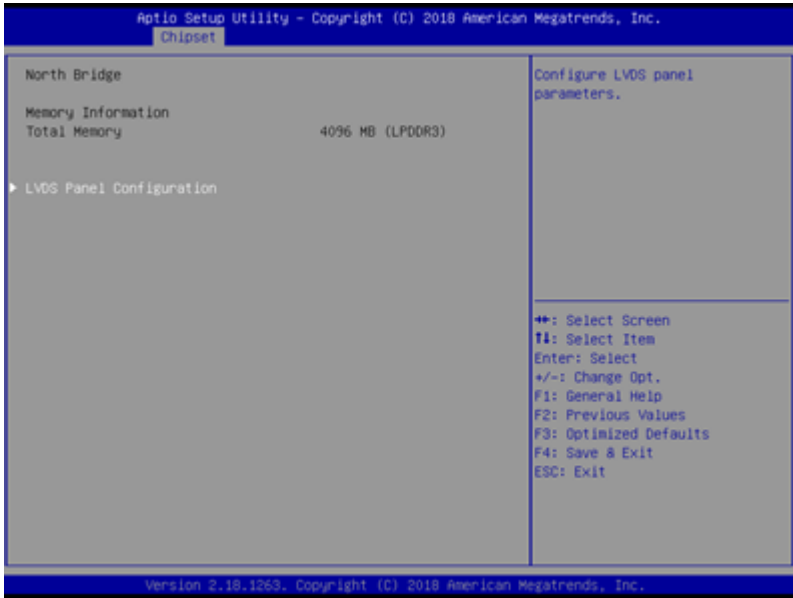 Aptio Setup Utility – Copyright (C) 2018 American Megatrends, Inc.
Chipset
North Bridge
Memory Information
Total Memory 4096 MB (LPDDR3)
LVDS Panel Configuration
Configure LVDS panel
parameters.
→←: Select Screen
↑↓: Select Item
Enter: Select
+/-: Change Opt.
F1: General Help
F2: Previous Values
F3: Optimized Defaults
F4: Save & Exit
ESC: Exit
Version 2.18.1263. Copyright (C) 2018 American Megatrends, Inc.